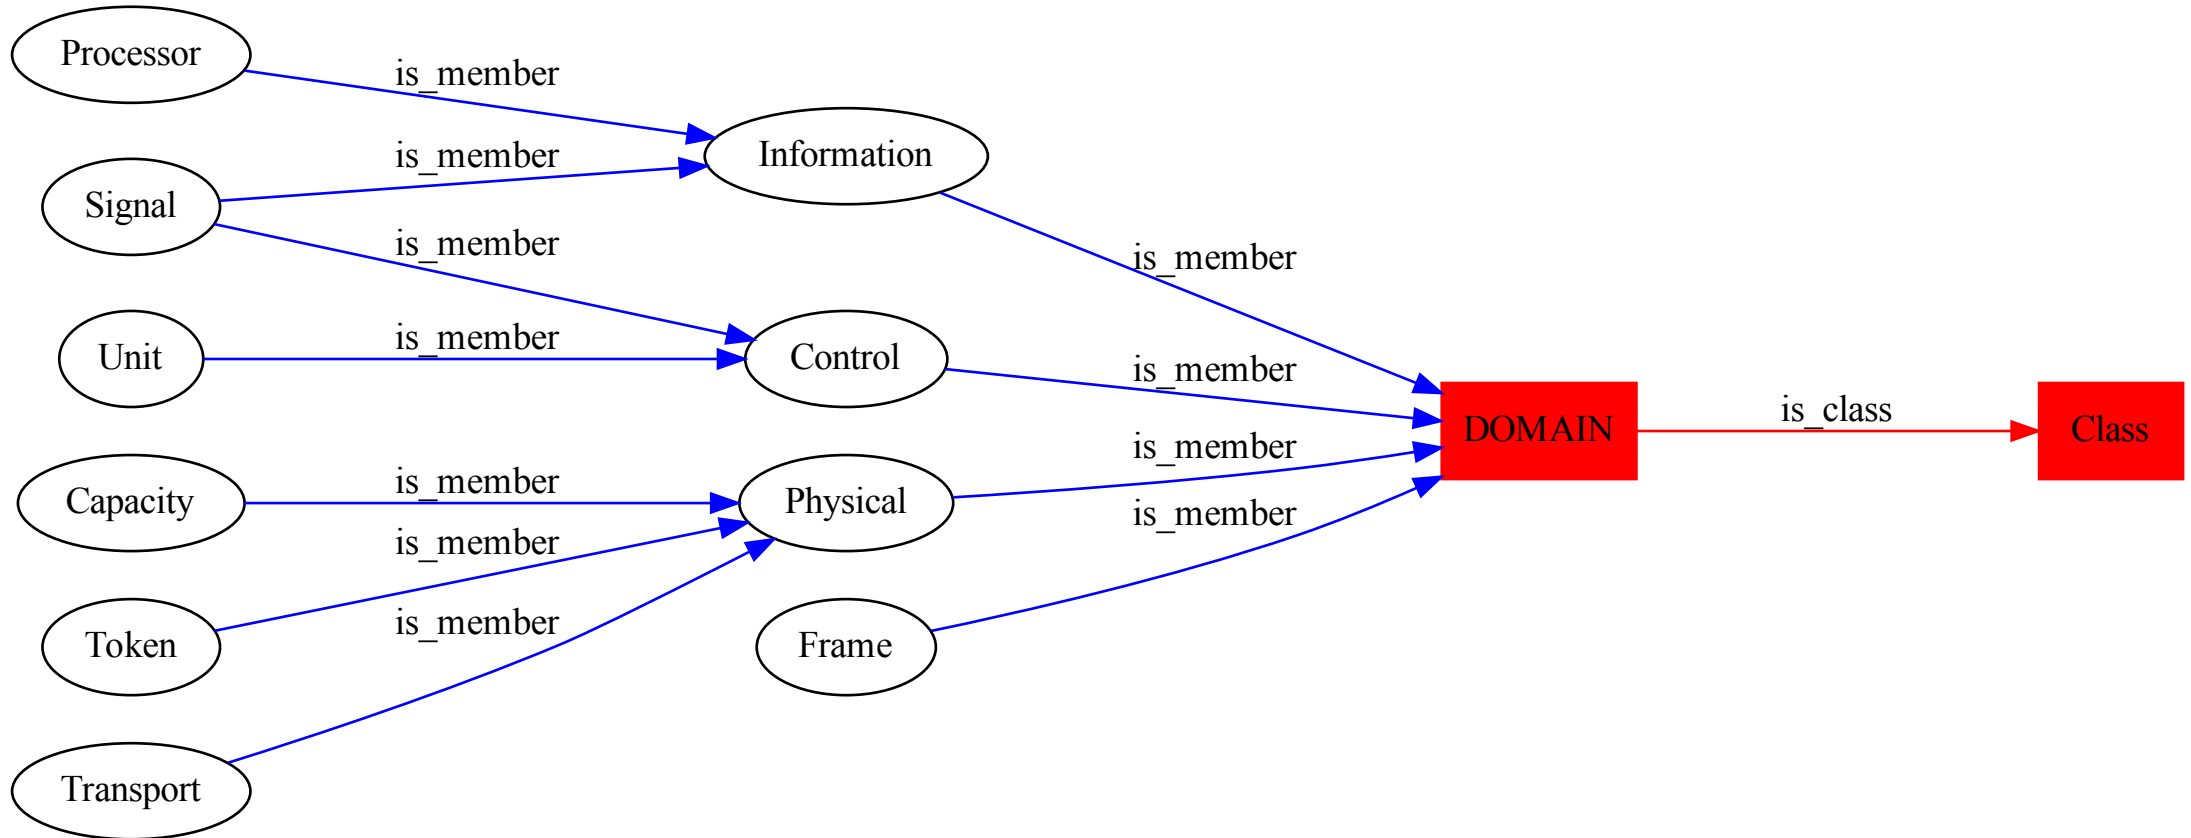 Processor
is_member
Signal
is_member
Information
is_member
is_member
Unit
is_member
Control
is_member
DOMAIN
is_class
Class
Capacity
is_member
Physical
is_member
Token
is_member
Frame
is_member
Transport
is_member